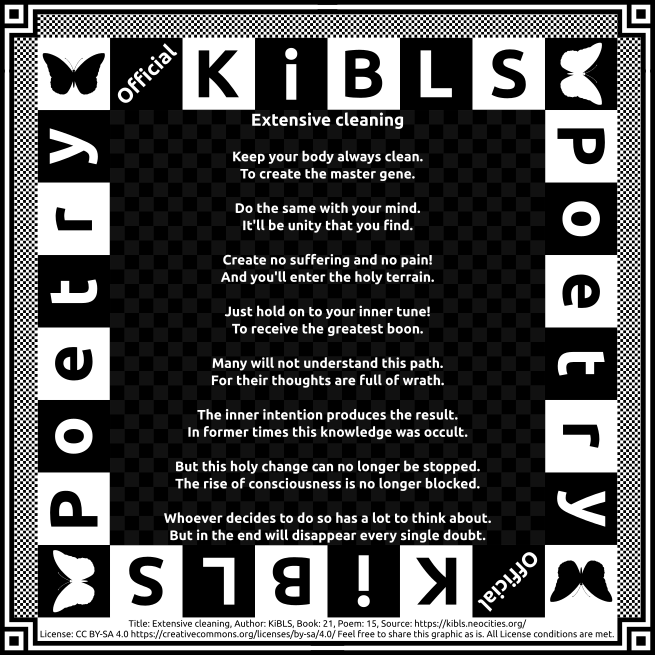 Official KiBLS
Poetry
Poetry
Extensive cleaning
Keep your body always clean.
To create the master gene.
Do the same with your mind.
It'll be unity that you find.
Create no suffering and no pain!
And you'll enter the holy terrain.
Just hold on to your inner tune!
To receive the greatest boon.
Many will not understand this path.
For their thoughts are full of wrath.
The inner intention produces the result.
In former times this knowledge was occult.
But this holy change can no longer be stopped.
The rise of consciousness is no longer blocked.
Whoever decides to do so has a lot to think about.
But in the end will disappear every single doubt.
Official KiBLS
Title: Extensive cleaning, Author: KiBLS, Book: 21, Poem: 15, Source: https://kibls.neocities.org/
License: CC BY-SA 4.0 https://creativecommons.org/licenses/by-sa/4.0/ Feel free to share this graphic as is. All License conditions are met.